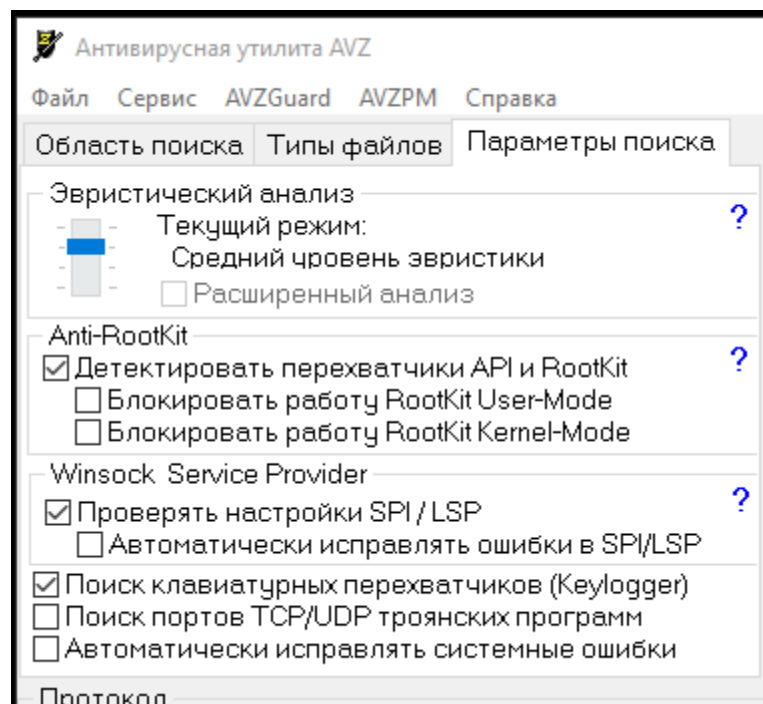 Антивирусная утилита AVZ
Файл Сервис AVZGuard AVZPM Справка
Область поиска Типы файлов Параметры поиска
Эвристический анализ
?
Текущий режим:
Средний уровень эвристики
Расширенный анализ
Anti-RootKit
Детектировать перехватчики API и RootKit ?
Блокировать работу RootKit User-Mode
Блокировать работу RootKit Kernel-Mode
Winsock Service Provider
Проверять настройки SPI / LSP ?
Автоматически исправлять ошибки в SPI/LSP
Поиск клавиатурных перехватчиков (Keylogger)
Поиск портов TCP/UDP троянских программ
Автоматически исправлять системные ошибки
Протокол